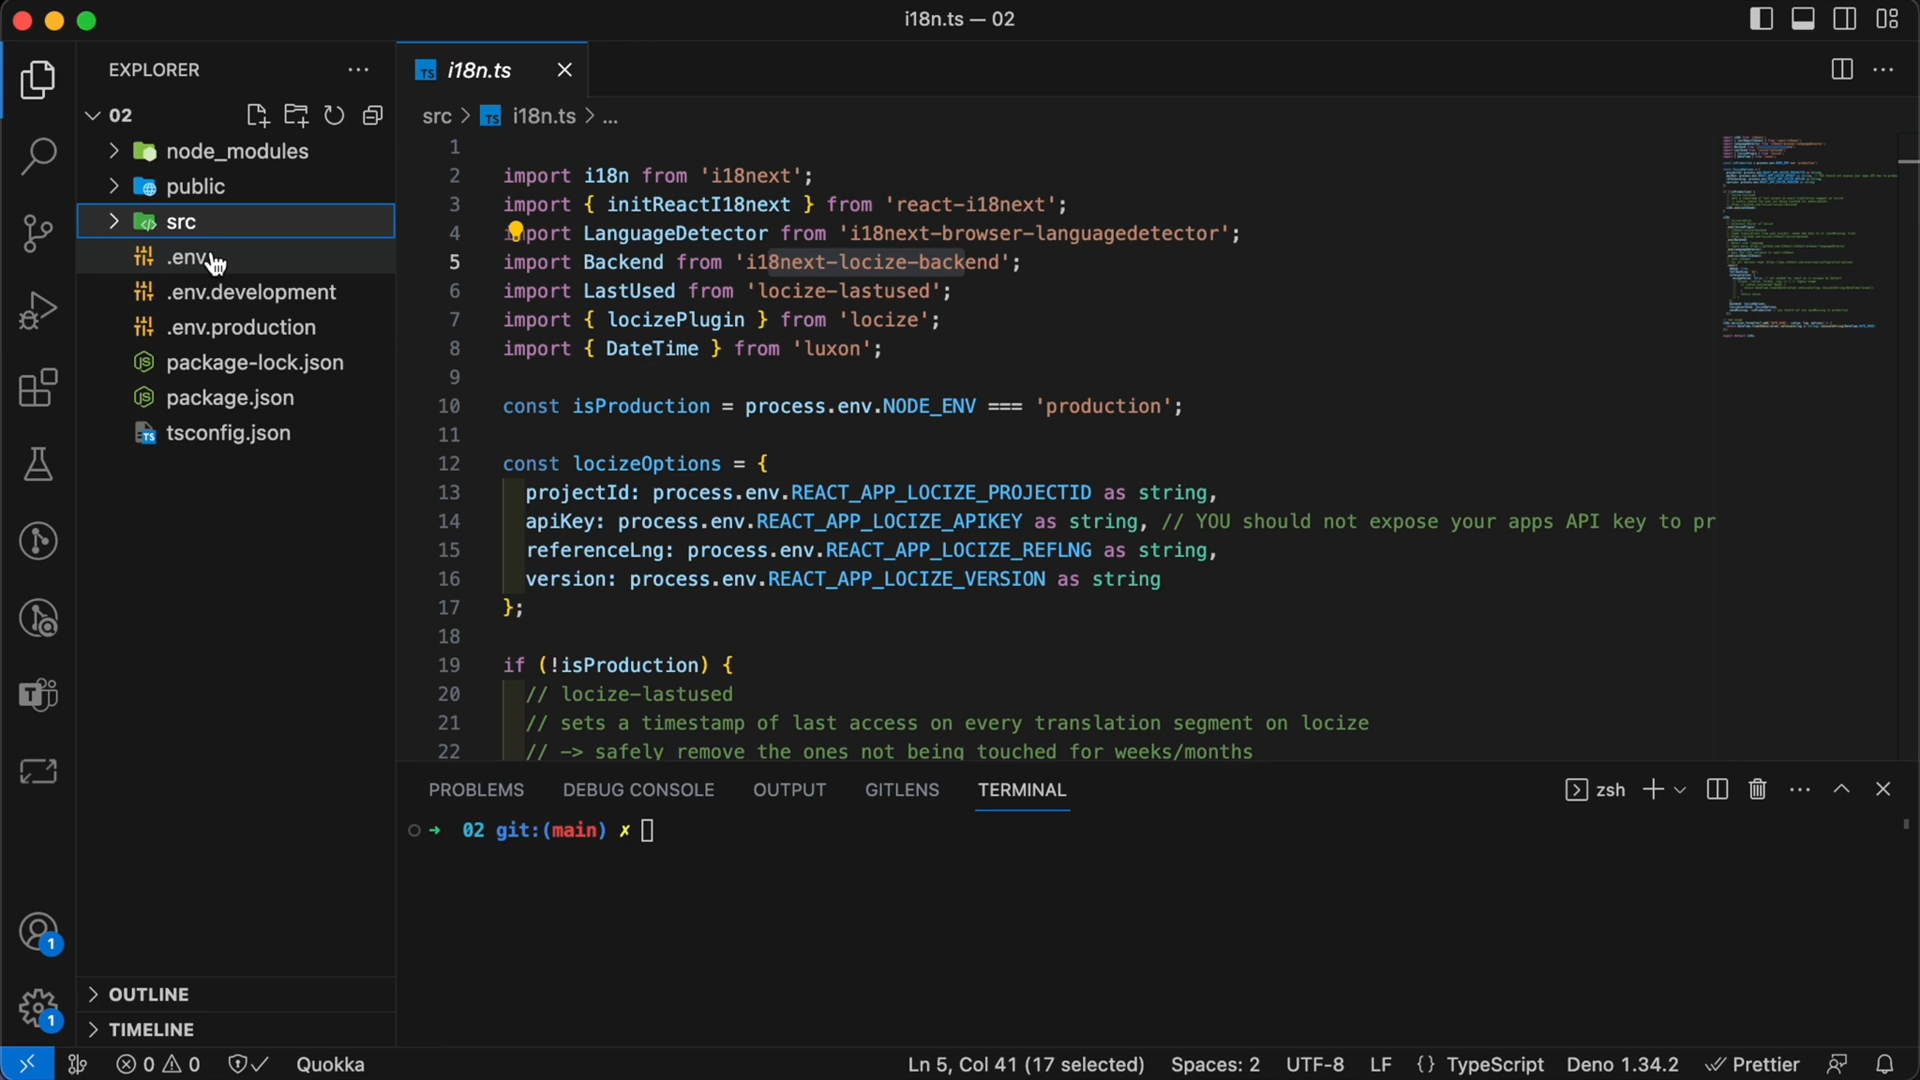 i18n.ts — 02
EXPLORER
02
node_modules
public
src
.env
.env.development
.env.production
package-lock.json
package.json
tsconfig.json
OUTLINE
TIMELINE
TS i18n.ts
src > TS i18n.ts > ...
1
2 import i18n from 'i18next';
3 import { initReactI18next } from 'react-i18next';
4 import LanguageDetector from 'i18next-browser-languagedetector';
5 import Backend from 'i18next-locize-backend';
6 import LastUsed from 'locize-lastused';
7 import { locizePlugin } from 'locize';
8 import { DateTime } from 'luxon';
9
10 const isProduction = process.env.NODE_ENV === 'production';
11
12 const locizeOptions = {
13 projectId: process.env.REACT_APP_LOCIZE_PROJECTID as string,
14 apiKey: process.env.REACT_APP_LOCIZE_APIKEY as string, // YOU should not expose your apps API key to pr
15 referenceLng: process.env.REACT_APP_LOCIZE_REFLNG as string,
16 version: process.env.REACT_APP_LOCIZE_VERSION as string
17 };
18
19 if (!isProduction) {
20 // locize-lastused
21 // sets a timestamp of last access on every translation segment on locize
22 // -> safely remove the ones not being touched for weeks/months
PROBLEMS DEBUG CONSOLE OUTPUT GITLENS TERMINAL zsh
➜ 02 git:(main) ✗
1
1
0 0 Quokka Ln 5, Col 41 (17 selected) Spaces: 2 UTF-8 LF {} TypeScript Deno 1.34.2 Prettier